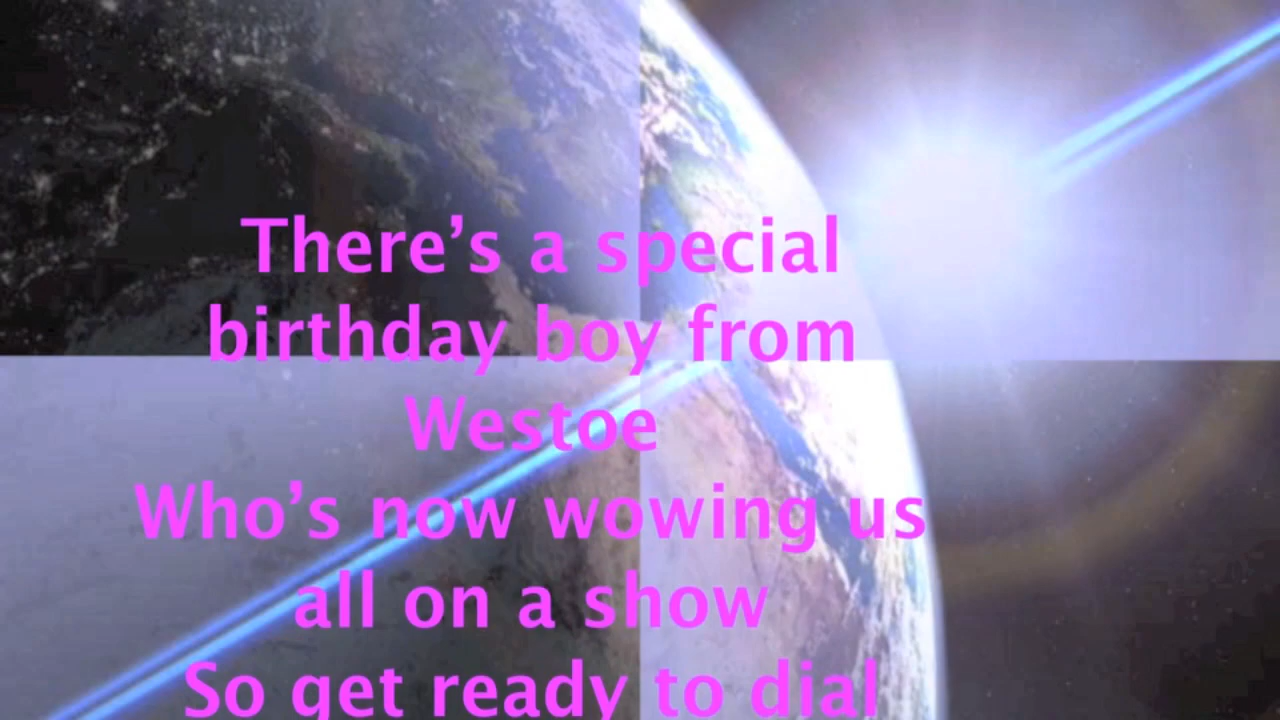 There’s a special
birthday boy from
Westoe
Who’s now wowing us
all on a show
So get ready to dial